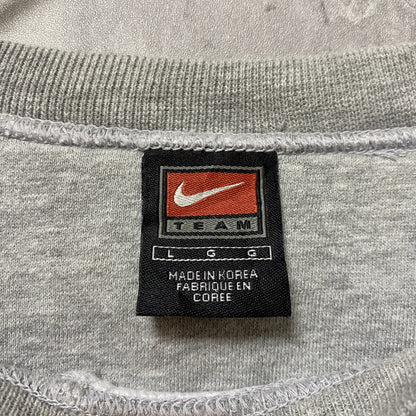 TEAM
L G G
MADE IN KOREA
FABRIQUE EN
COREE